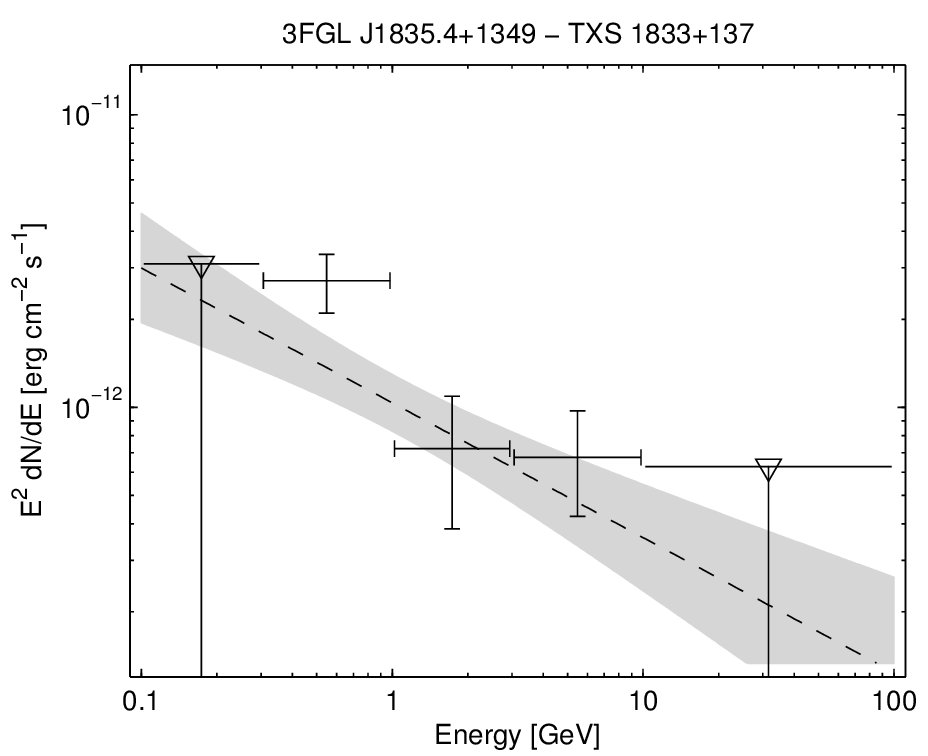 3FGL J1835.4+1349 − TXS 1833+137
10⁻¹¹
10⁻¹²
E² dN/dE [erg cm⁻² s⁻¹]
0.1 1 10 100
Energy [GeV]